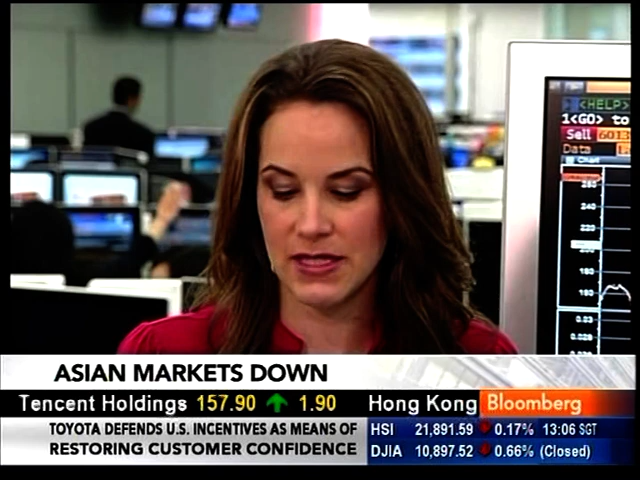 <HELP>
1<GO> to
Sell 6013
Data
Chart
240
220
200
180
ASIAN MARKETS DOWN
Tencent Holdings 157.90 1.90 Hong Kong Bloomberg
TOYOTA DEFENDS U.S. INCENTIVES AS MEANS OF
RESTORING CUSTOMER CONFIDENCE
HSI 21,891.59 0.17% 13:06 SGT
DJIA 10,897.52 0.66% (Closed)